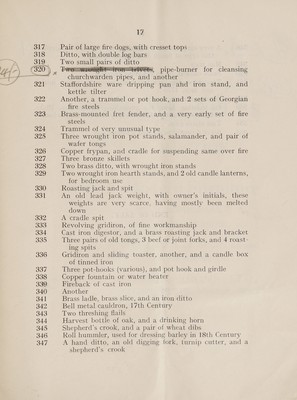 17
317 Pair of large fire dogs, with cresset tops
318 Ditto, with double log bars
319 Two small pairs of ditto
320 Two wrought iron trivets, pipe-burner for cleansing
churchwarden pipes, and another
321 Staffordshire ware dripping pan and iron stand, and
kettle tilter
322 Another, a trammel or pot hook, and 2 sets of Georgian
fire steels
323 Brass-mounted fret fender, and a very early set of fire
steels
324 Trammel of very unusual type
325 Three wrought iron pot stands, salamander, and pair of
wafer tongs
326 Copper frypan, and cradle for suspending same over fire
327 Three bronze skillets
328 Two brass ditto, with wrought iron stands
329 Two wrought iron hearth stands, and 2 old candle lanterns,
for bedroom use
330 Roasting jack and spit
331 An old lead jack weight, with owner's initials, these
weights are very scarce, having mostly been melted
down
332 A cradle spit
333 Revolving gridiron, of fine workmanship
334 Cast iron digestor, and a brass roasting jack and bracket
335 Three pairs of old tongs, 3 beef or joint forks, and 4 roast-
ing spits
336 Gridiron and sliding toaster, another, and a candle box
of tinned iron
337 Three pot-hooks (various), and pot hook and girdle
338 Copper fountain or water heater
339 Fireback of cast iron
340 Another
341 Brass ladle, brass slice, and an iron ditto
342 Bell metal cauldron, 17th Century
343 Two threshing flails
344 Harvest bottle of oak, and a drinking horn
345 Shepherd's crook, and a pair of wheat dibs
346 Roll hummler, used for dressing barley in 18th Century
347 A hand ditto, an old digging fork, turnip cutter, and a
shepherd's crook